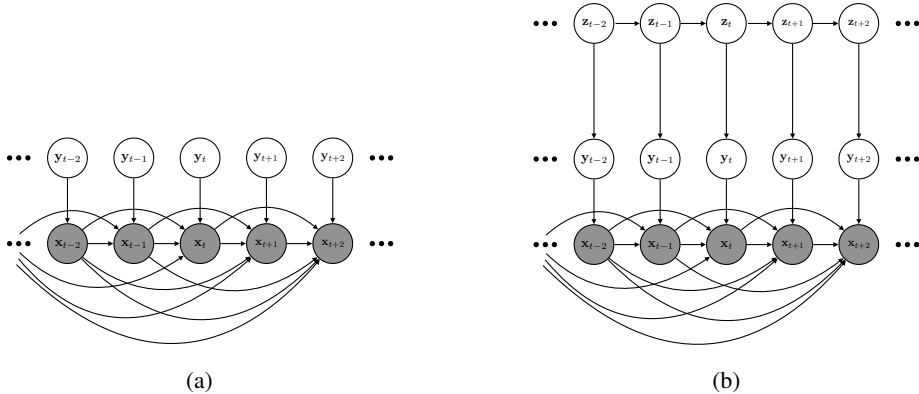 z_{t-2} z_{t-1} z_t z_{t+1} z_{t+2}
y_{t-2} y_{t-1} y_t y_{t+1} y_{t+2} y_{t-2} y_{t-1} y_t y_{t+1} y_{t+2}
x_{t-2} x_{t-1} x_t x_{t+1} x_{t+2} x_{t-2} x_{t-1} x_t x_{t+1} x_{t+2}
(a) (b)